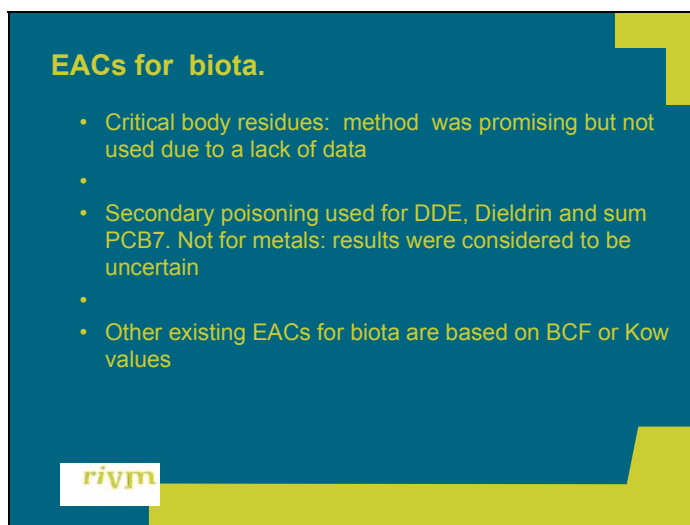 EACs for biota.
• Critical body residues: method was promising but not
used due to a lack of data
•
• Secondary poisoning used for DDE, Dieldrin and sum
PCB7. Not for metals: results were considered to be
uncertain
•
• Other existing EACs for biota are based on BCF or Kow
values
rivm